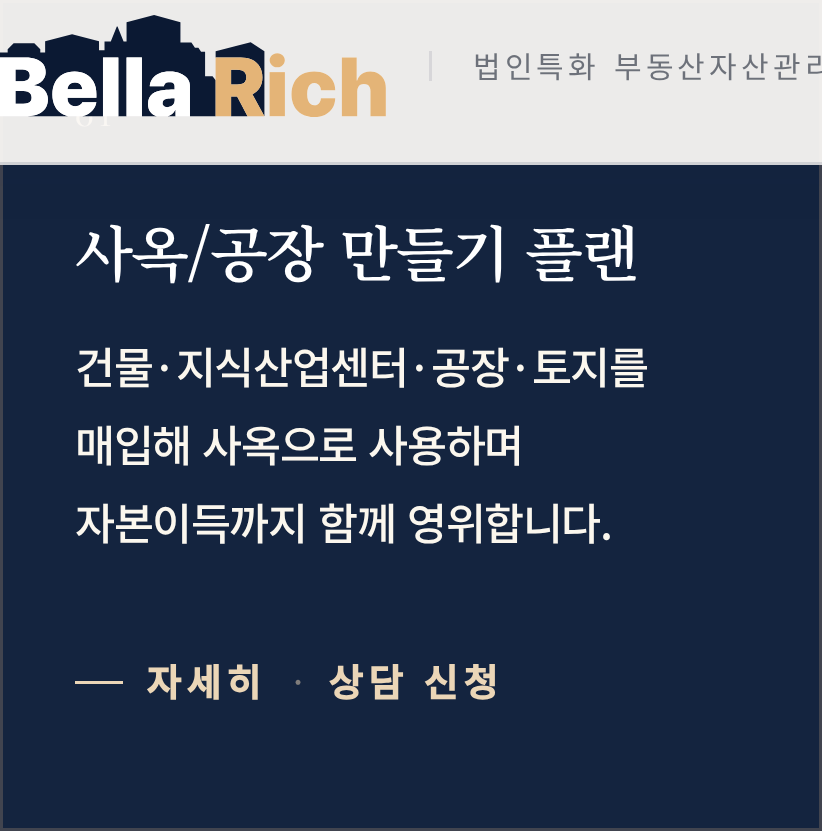 Bella Rich
법인특화 부동산자산관리
사옥/공장 만들기 플랜
건물·지식산업센터·공장·토지를
매입해 사옥으로 사용하며
자본이득까지 함께 영위합니다.
— 자세히 · 상담 신청